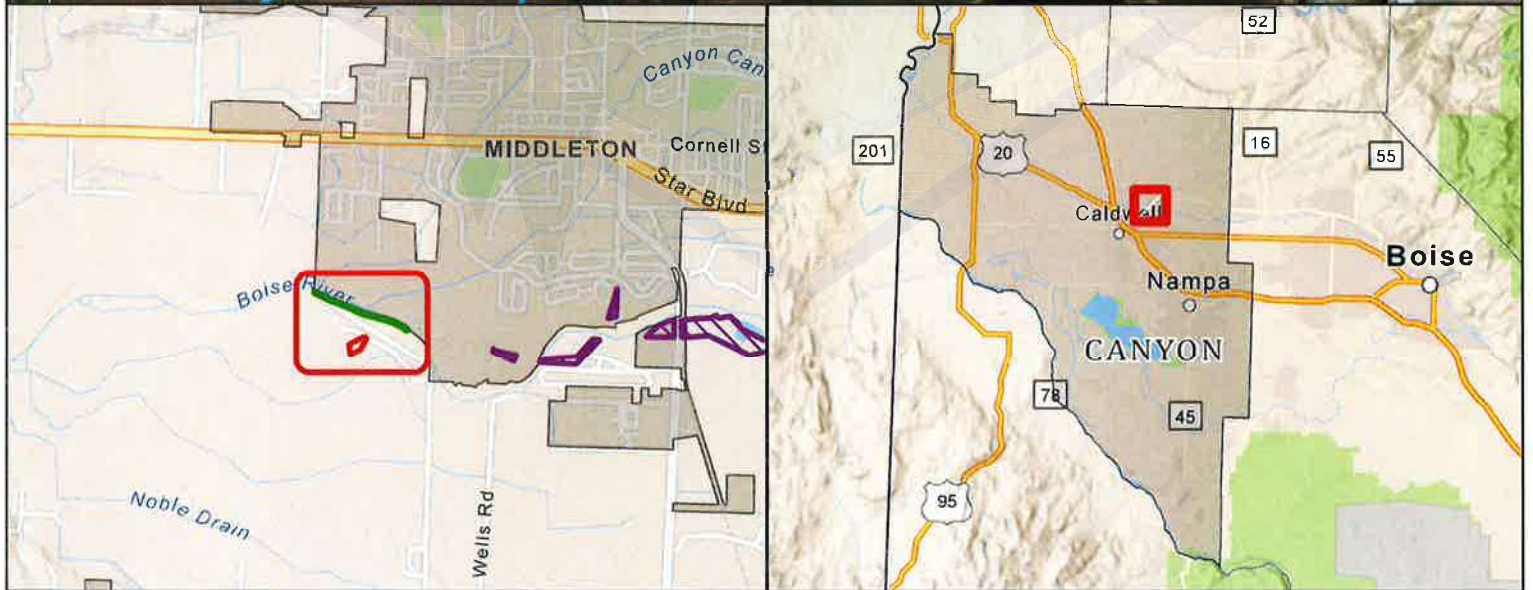 Canyon Can
MIDDLETON
Cornell S
Star Blvd
Boise River
Noble Drain
Wells Rd
52
201
20
16
55
Caldwell
Boise
Nampa
CANYON
78
45
95